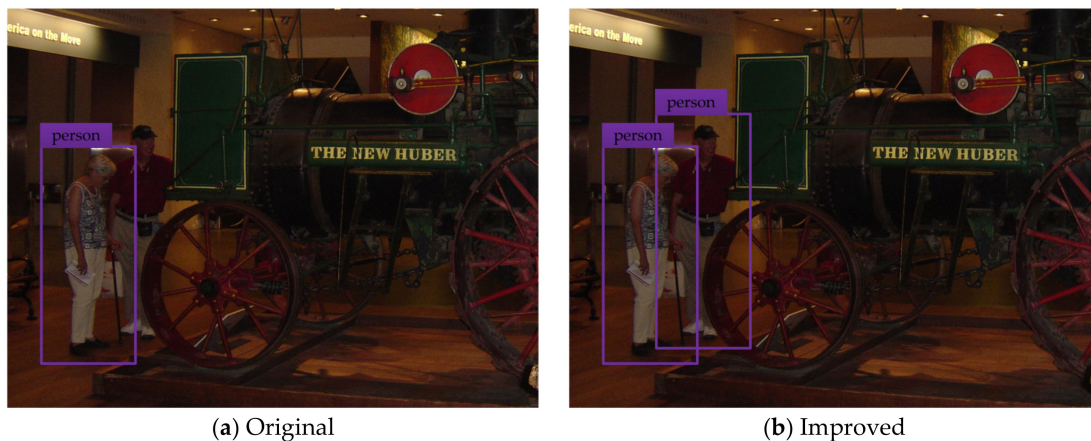 erica on the Move
person
THE NEW HUBER
(a) Original
erica on the Move
person
person
THE NEW HUBER
(b) Improved